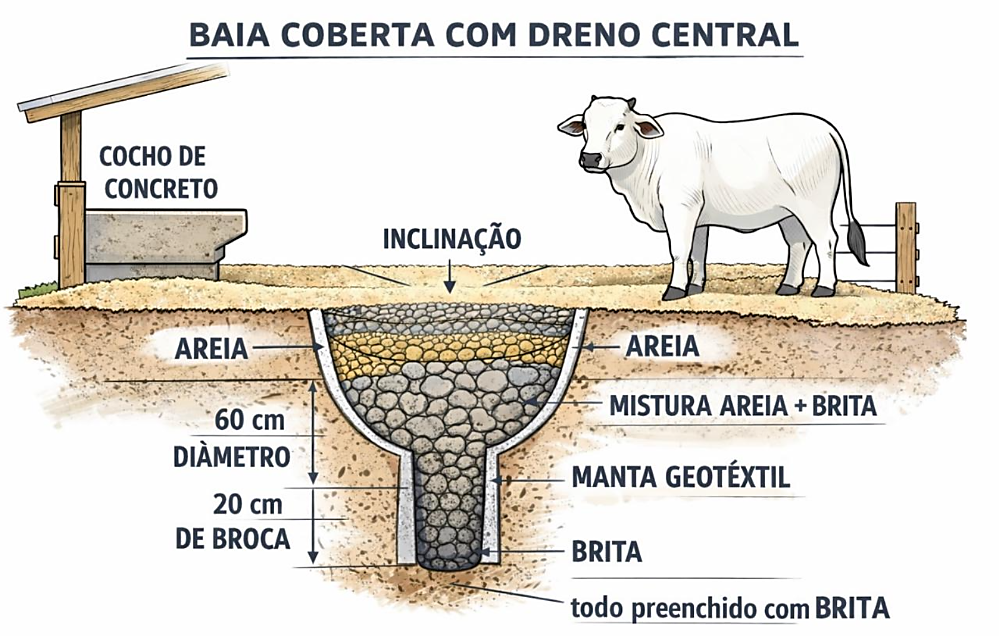 BAIA COBERTA COM DRENO CENTRAL
COCHO DE
CONCRETO
INCLINAÇÃO
AREIA
AREIA
MISTURA AREIA + BRITA
60 cm
DIÀMETRO
MANTA GEOTÉXTIL
20 cm
DE BROCA
BRITA
todo preenchido com BRITA